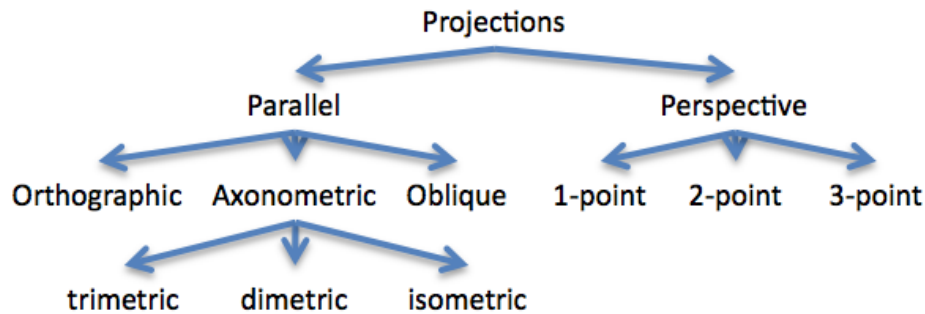 Projections
Parallel Perspective
Orthographic Axonometric Oblique 1-point 2-point 3-point
trimetric dimetric isometric